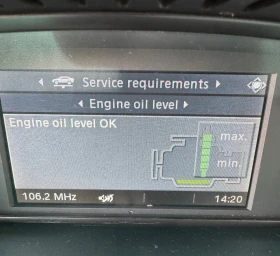 Service requirements
Engine oil level
Engine oil level OK
max.
min.
106.2 MHz
14:20